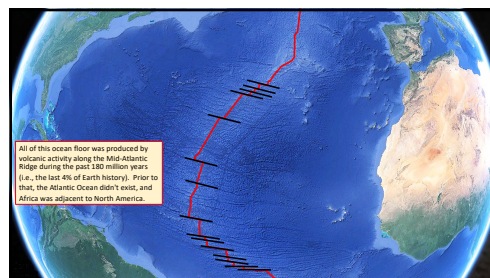 All of this ocean floor was produced by
volcanic activity along the Mid-Atlantic
Ridge during the past 180 million years
(i.e., the last 4% of Earth history).  Prior to
that, the Atlantic Ocean didn't exist, and
Africa was adjacent to North America.